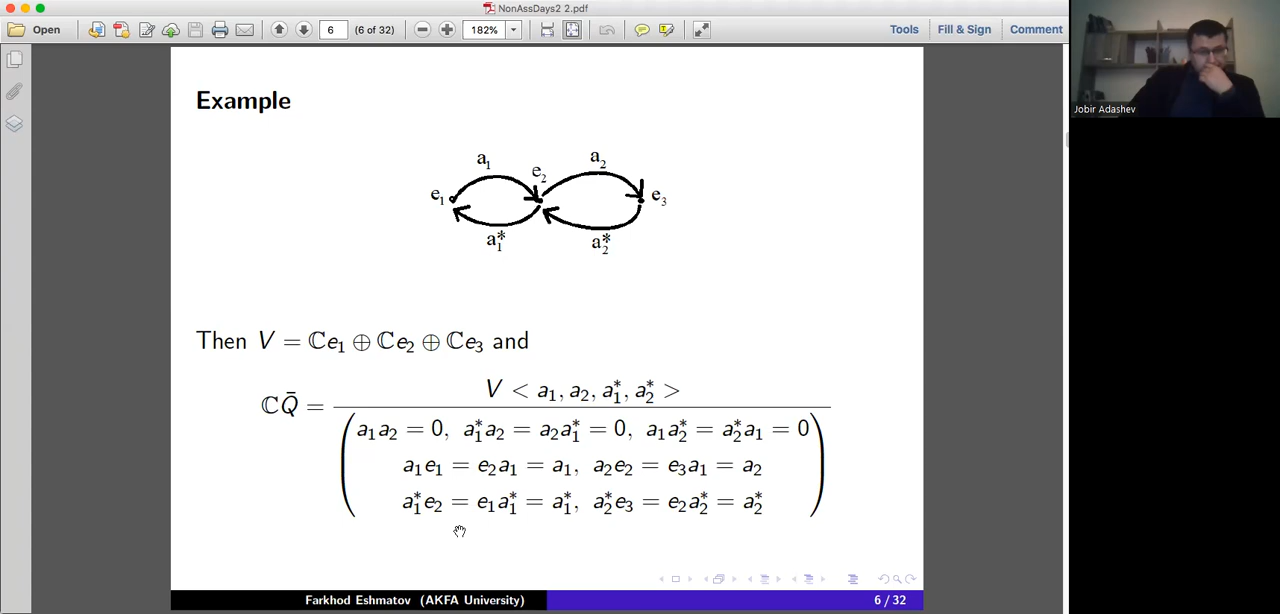 NonAssDays2 2.pdf
Open
6
(6 of 32)
182%
Tools
Fill & Sign
Comment
Jobir Adashev
Example
a₁
a₂
e₁
e₂
e₃
a₁*
a₂*
Then V = ℂe₁ ⊕ ℂe₂ ⊕ ℂe₃ and
V < a₁, a₂, a₁*, a₂* >
ℂQ̄ =
a₁a₂ = 0, a₁*a₂ = a₂a₁* = 0, a₁a₂* = a₂*a₁ = 0
a₁e₁ = e₂a₁ = a₁, a₂e₂ = e₃a₁ = a₂
a₁*e₂ = e₁a₁* = a₁*, a₂*e₃ = e₂a₂* = a₂*
Farkhod Eshmatov (AKFA University)
6 / 32